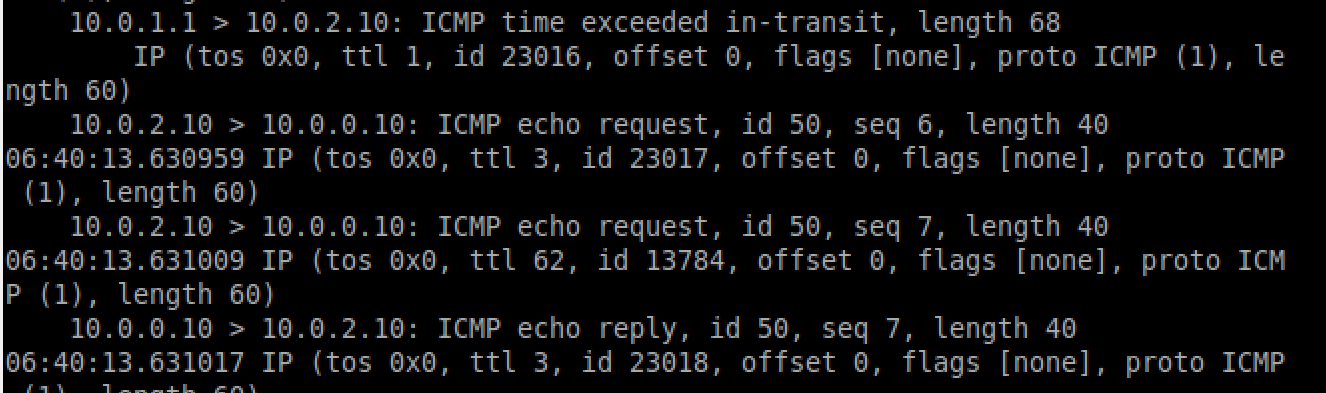 10.0.1.1 > 10.0.2.10: ICMP time exceeded in-transit, length 68
IP (tos 0x0, ttl 1, id 23016, offset 0, flags [none], proto ICMP (1), le
ngth 60)
10.0.2.10 > 10.0.0.10: ICMP echo request, id 50, seq 6, length 40
06:40:13.630959 IP (tos 0x0, ttl 3, id 23017, offset 0, flags [none], proto ICMP
(1), length 60)
10.0.2.10 > 10.0.0.10: ICMP echo request, id 50, seq 7, length 40
06:40:13.631009 IP (tos 0x0, ttl 62, id 13784, offset 0, flags [none], proto ICM
P (1), length 60)
10.0.0.10 > 10.0.2.10: ICMP echo reply, id 50, seq 7, length 40
06:40:13.631017 IP (tos 0x0, ttl 3, id 23018, offset 0, flags [none], proto ICMP
(1), length 60)